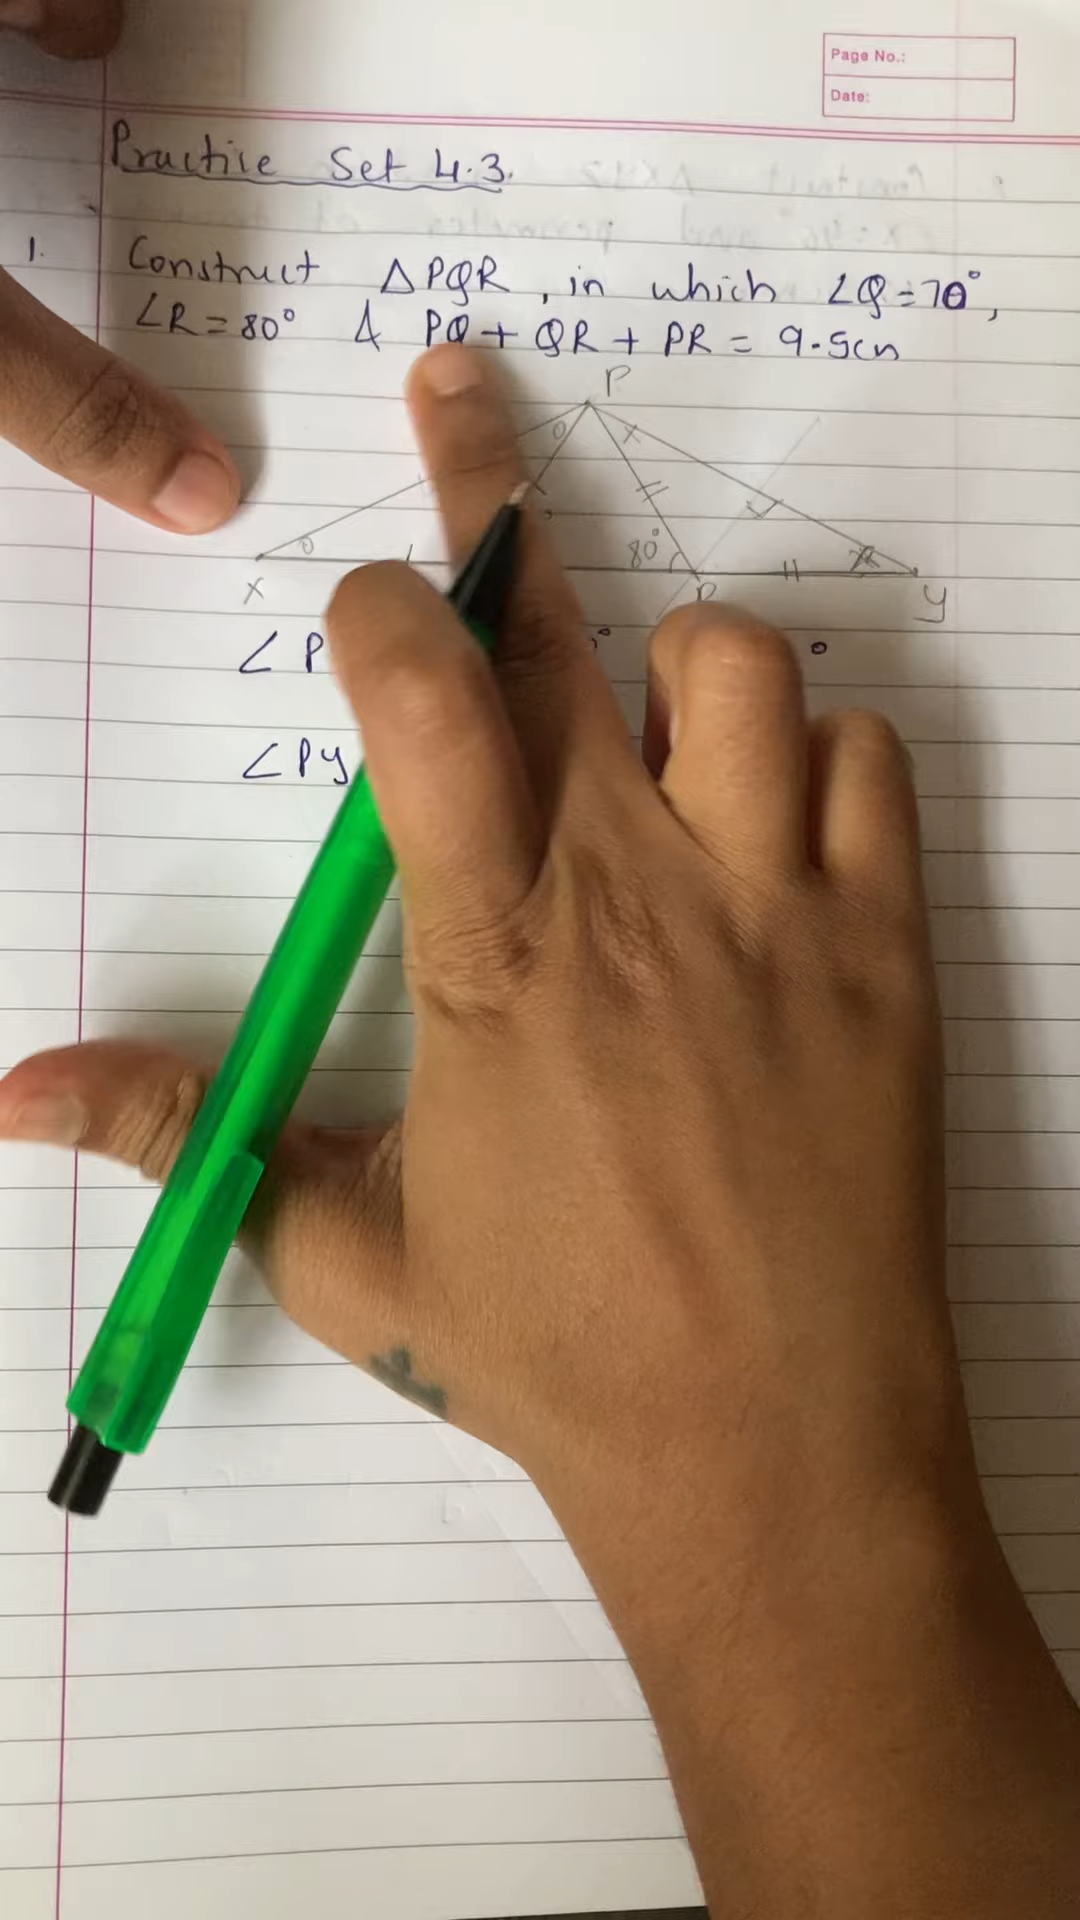 Page No.:
Date:
Practice Set 4.3.
1. Construct ΔPQR, in which ∠Q=70°,
∠R=80° & PQ+QR+PR=9.5cm
P
o x
80°
o x
X R y
∠P
∠Py